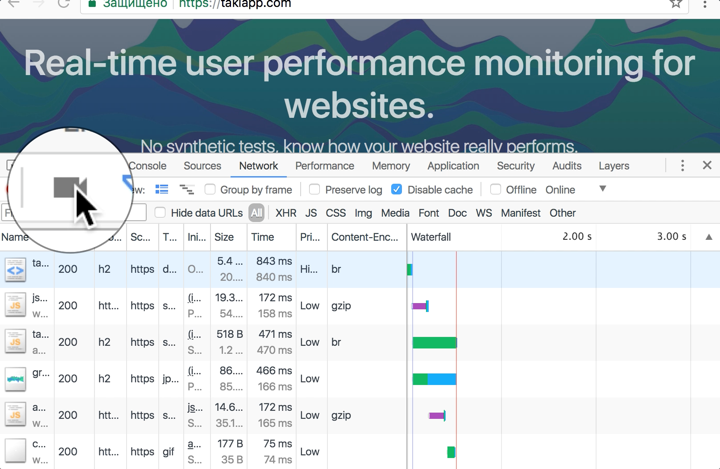 Защищено https://takiapp.com
Real-time user performance monitoring for
websites.
No synthetic tests, know how your website really performs.
Console Sources Network Performance Memory Application Security Audits Layers
Group by frame Preserve log Disable cache Offline Online
Hide data URLs All XHR JS CSS Img Media Font Doc WS Manifest Other
Name Sc... T... Ini... Size Time Pri... Content-Enc... Waterfall 2.00 s 3.00 s
ta... 200 h2 https d... O... 5.4 ... 843 ms Hi... br
20.... 840 ms
js... 200 htt... https s... (i... 19.3... 172 ms Low gzip
w... P... 54.... 158 ms
ta... 200 h2 https s... (i... 518 B 471 ms Low br
a... S... 1.2 ... 470 ms
gr... 200 h2 https jp... (i... 86.... 466 ms Low
w... P... 85.... 166 ms
a... 200 htt... https s... js... 14.6... 172 ms Low gzip
w... S... 35.1... 165 ms
c... 200 htt... https gif a... 177 B 75 ms Low
w... S... 35 B 74 ms